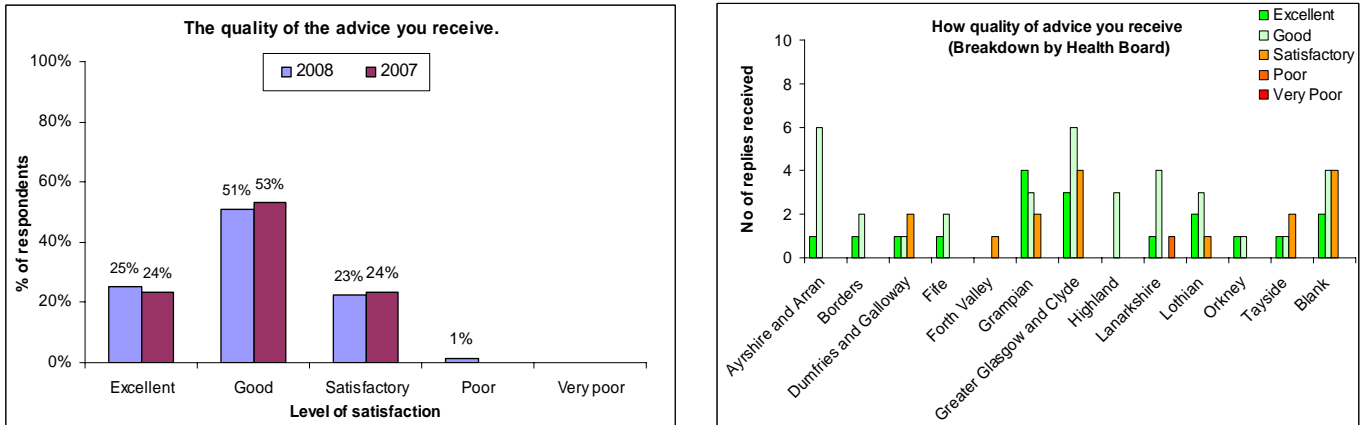 The quality of the advice you receive.
2008 2007
% of respondents
100%
80%
60%
40%
20%
0%
25% 24%
51% 53%
23% 24%
1%
Excellent Good Satisfactory Poor Very poor
Level of satisfaction
How quality of advice you receive
(Breakdown by Health Board)
Excellent
Good
Satisfactory
Poor
Very Poor
No of replies received
10
8
6
4
2
0
Ayrshire and Arran
Borders
Dumfries and Galloway
Fife
Forth Valley
Grampian
Greater Glasgow and Clyde
Highland
Lanarkshire
Lothian
Orkney
Tayside
Blank